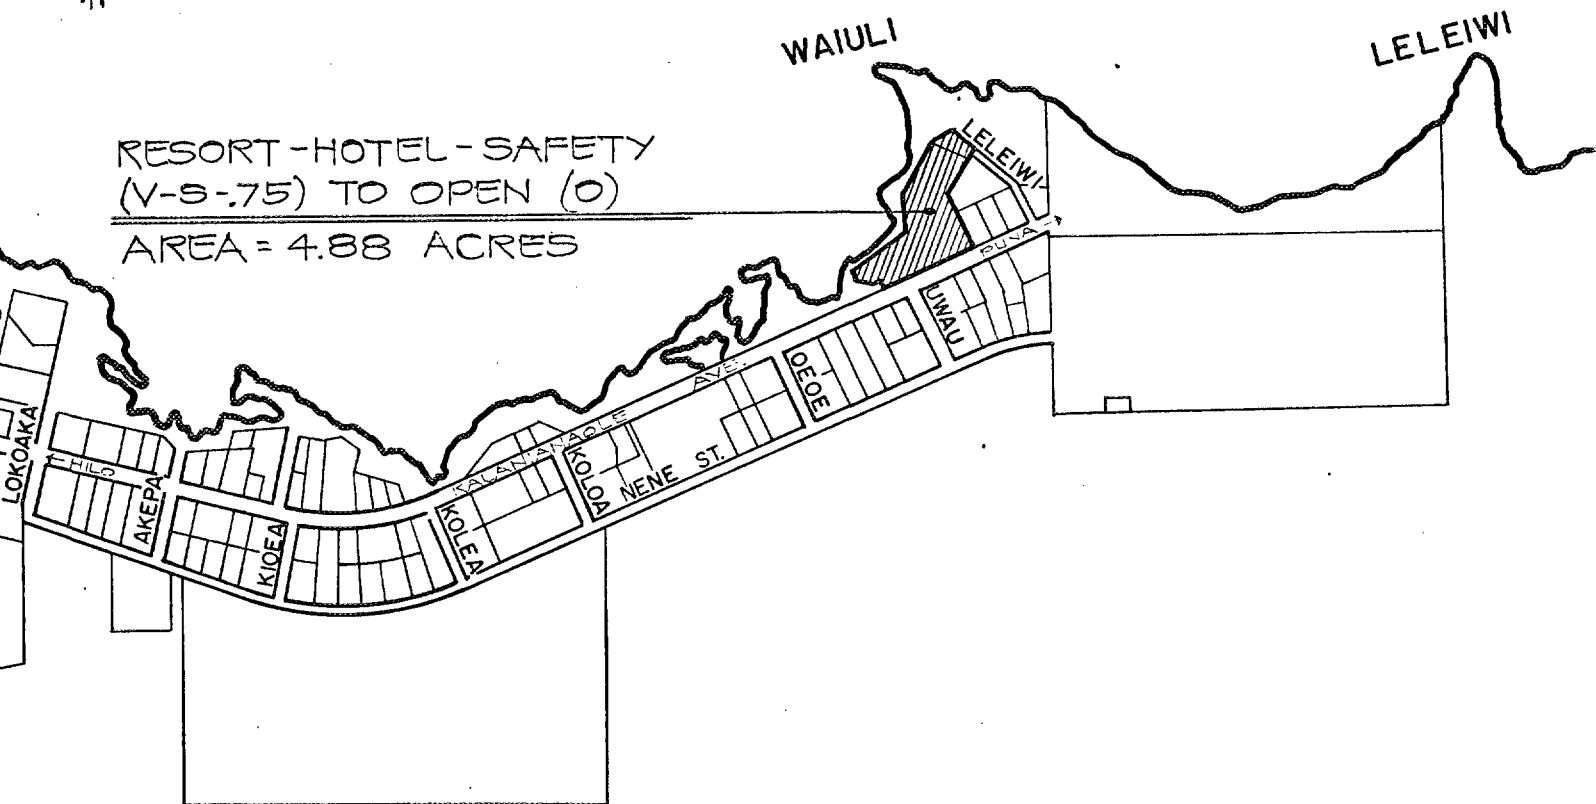 WAIULI
LELEIWI
RESORT-HOTEL-SAFETY
(V-S-.75) TO OPEN (O)
AREA = 4.88 ACRES
LELEIWI
PUNA
UWAU
OEOE
AVE.
KALANIANAOLE
KOLOA
NENE ST.
KOLEA
KIOEA
AKEPA
HILO
LOKOAKA